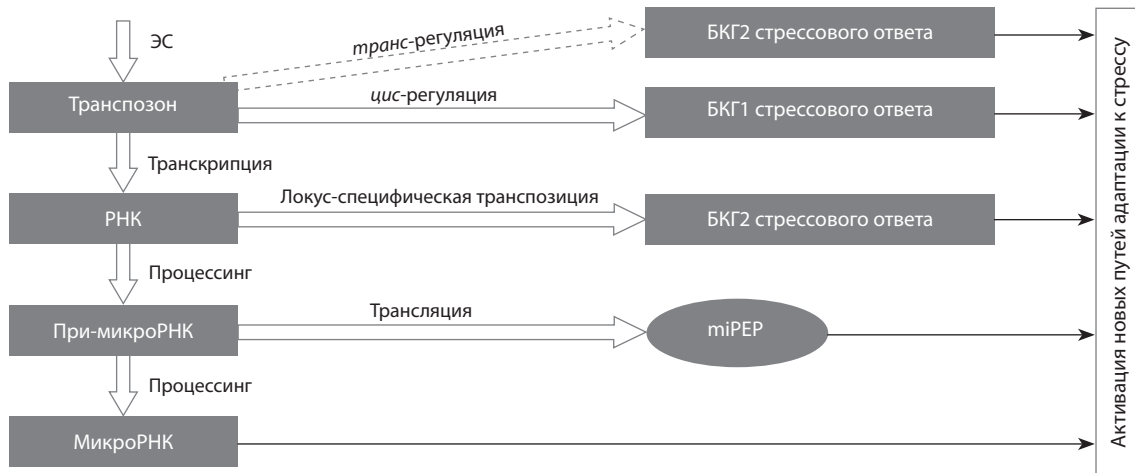 ЭС
транс-регуляция
БКГ2 стрессового ответа
Транспозон
цис-регуляция
БКГ1 стрессового ответа
Транскрипция
РНК
Локус-специфическая транспозиция
БКГ2 стрессового ответа
Процессинг
При-микроРНК
Трансляция
miPEP
Процессинг
МикроРНК
Активация новых путей адаптации к стрессу